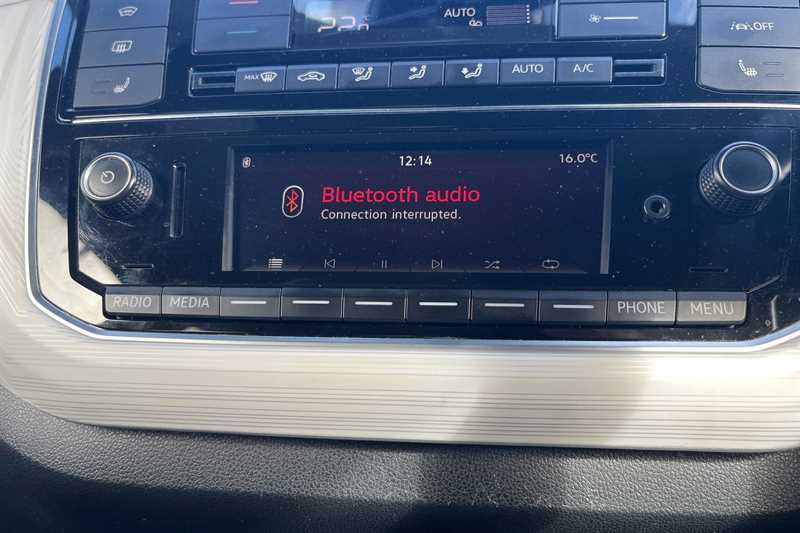 AUTO
OFF
MAX
AUTO
A/C
12:14
16.0°C
Bluetooth audio
Connection interrupted.
RADIO
MEDIA
PHONE
MENU